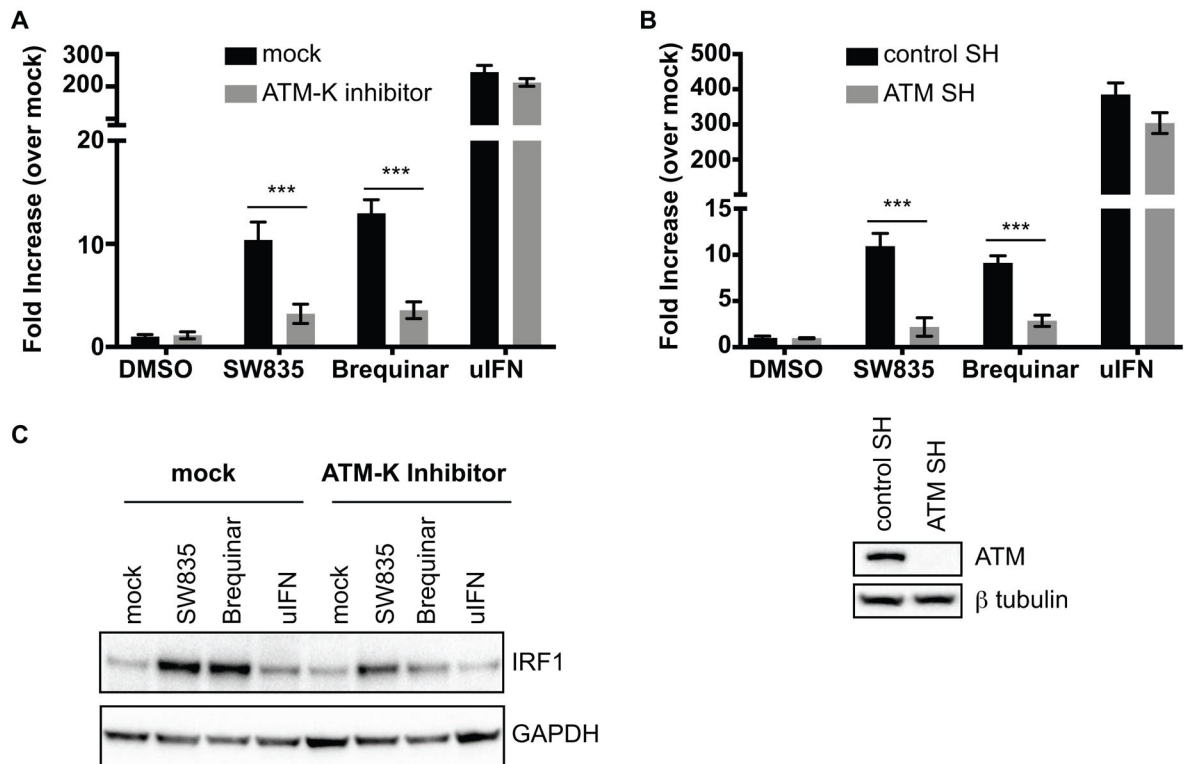 A
B
Fold Increase (over mock)
300
200
100
20
10
0
mock
ATM-K inhibitor
***
***
DMSO
SW835
Brequinar
uIFN
Fold Increase (over mock)
500
400
300
200
100
15
10
5
0
control SH
ATM SH
***
***
DMSO
SW835
Brequinar
uIFN
C
mock
ATM-K Inhibitor
mock
SW835
Brequinar
uIFN
mock
SW835
Brequinar
uIFN
IRF1
GAPDH
control SH
ATM SH
ATM
β tubulin